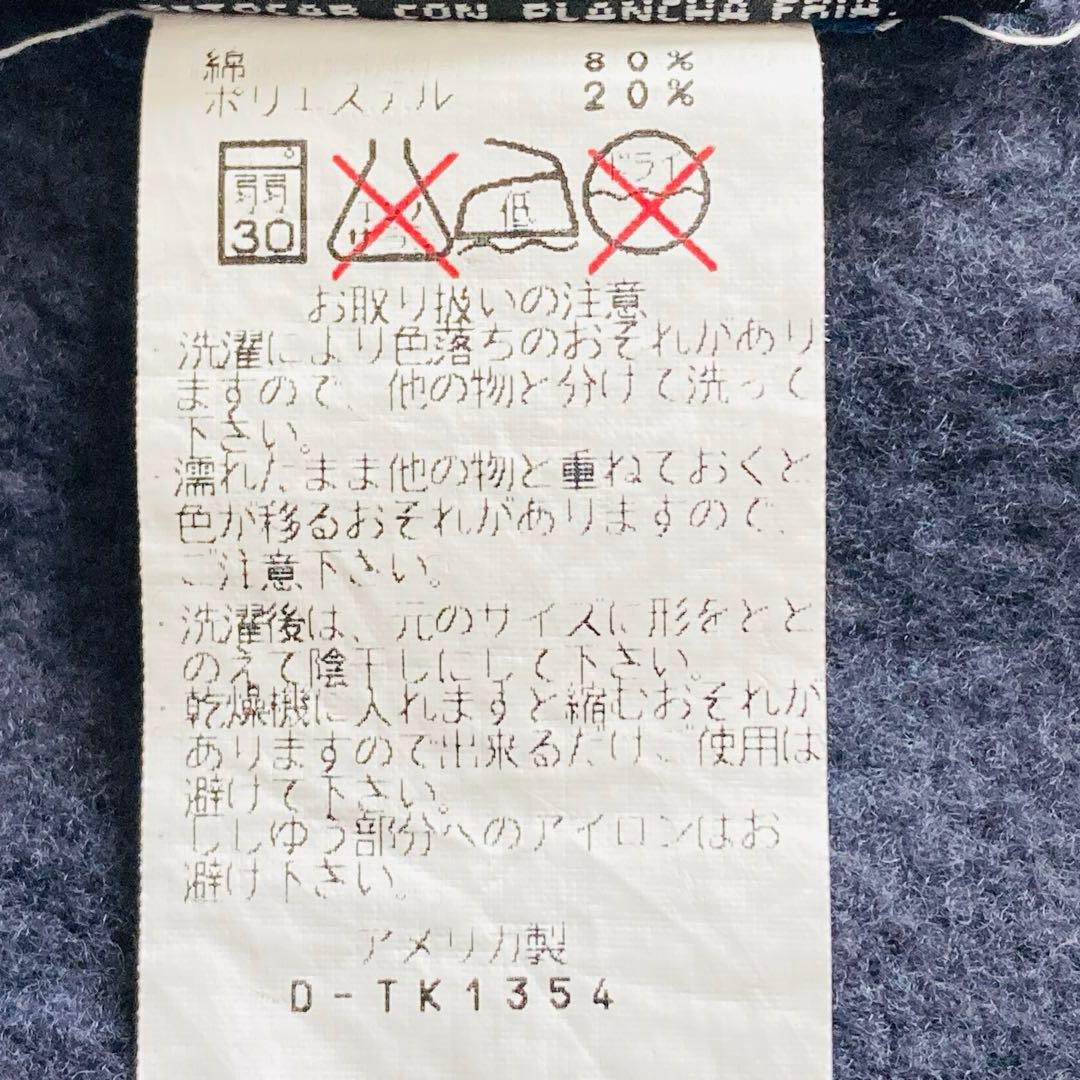 CON PLANCHA FRIA.
綿 80%
ポリエステル 20%
弱弱 低 ドライ
30 エンソ
サラシ
お取り扱いの注意
洗濯により色落ちのおそれがあり
ますので、他の物と分けて洗って
下さい。
濡れたまま他の物と重ねておくと
色が移るおそれがありますので、
ご注意下さい。
洗濯後は、元のサイズに形をとと
のえて陰干しにして下さい。
乾燥機に入れますと縮むおそれが
ありますので出来るだけご使用は
避けて下さい。
ししゆう部分へのアイロンはお
避け下さい。
アメリカ製
D-TK1354